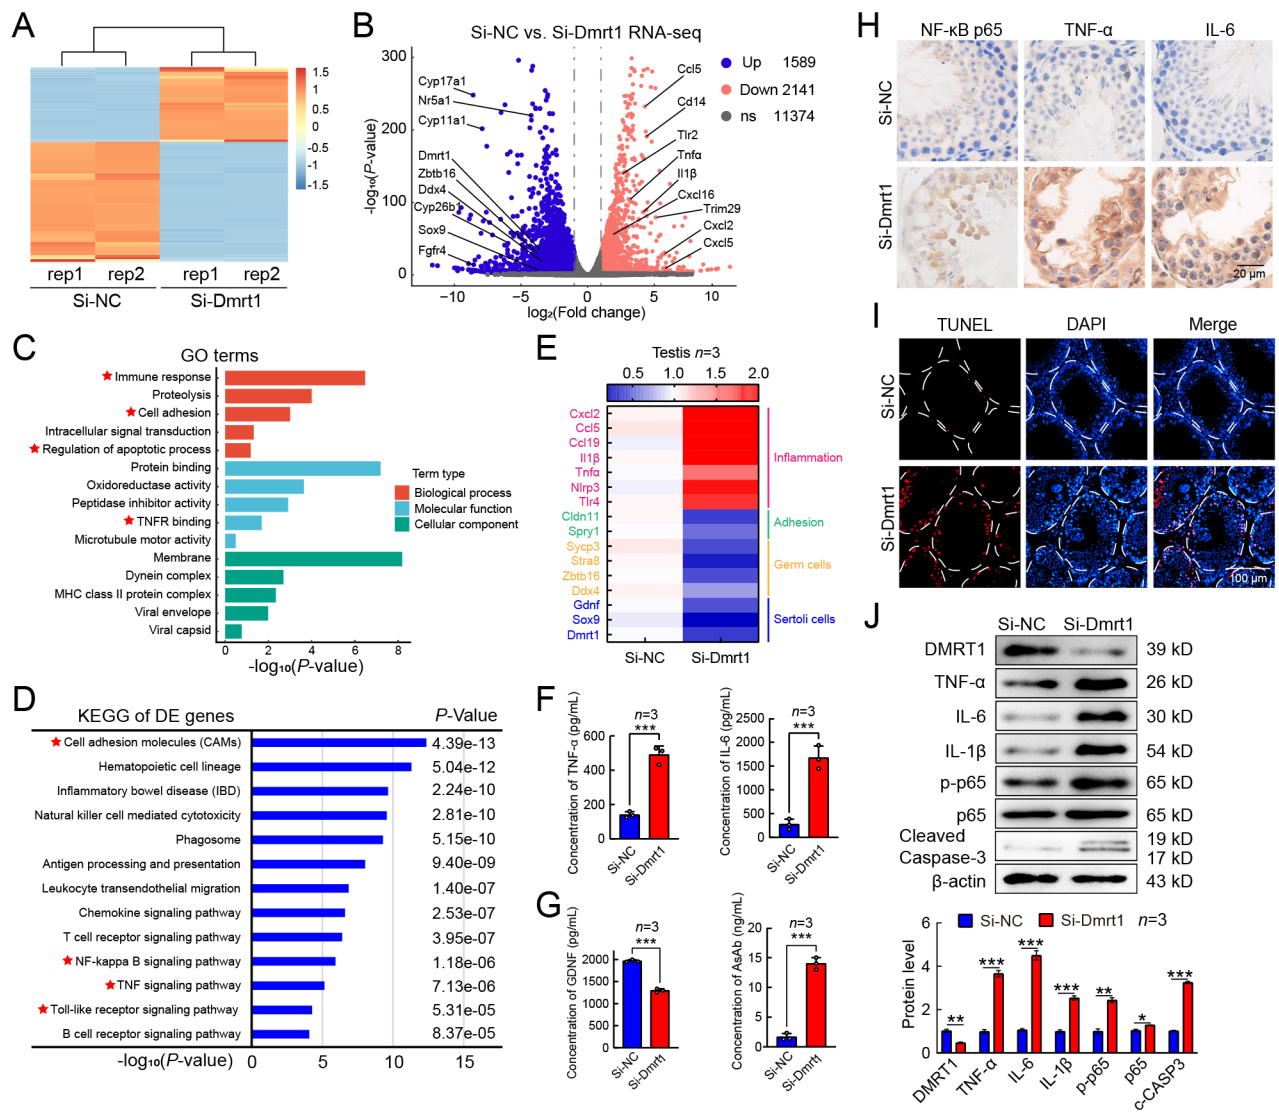 A
rep1
rep2
rep1
rep2
Si-NC
Si-Dmrt1
1.5
1
0.5
0
-0.5
-1
-1.5
B
Si-NC vs. Si-Dmrt1 RNA-seq
-log₁₀(P-value)
300
200
100
0
Cyp17a1
Nr5a1
Cyp11a1
Dmrt1
Zbtb16
Ddx4
Cyp26b1
Sox9
Fgfr4
Ccl5
Cd14
Tlr2
Tnfα
Il1β
Cxcl16
Trim29
Cxcl2
Cxcl5
−10
−5
0
5
10
log₂(Fold change)
Up 1589
Down 2141
ns 11374
C
GO terms
Immune response
Proteolysis
Cell adhesion
Intracellular signal transduction
Regulation of apoptotic process
Protein binding
Oxidoreductase activity
Peptidase inhibitor activity
TNFR binding
Microtubule motor activity
Membrane
Dynein complex
MHC class II protein complex
Viral envelope
Viral capsid
0
2
4
6
8
-log₁₀(P-value)
Term type
Biological process
Molecular function
Cellular component
D
KEGG of DE genes
P-Value
Cell adhesion molecules (CAMs) 4.39e-13
Hematopoietic cell lineage 5.04e-12
Inflammatory bowel disease (IBD) 2.24e-10
Natural killer cell mediated cytotoxicity 2.81e-10
Phagosome 5.15e-10
Antigen processing and presentation 9.40e-09
Leukocyte transendothelial migration 1.40e-07
Chemokine signaling pathway 2.53e-07
T cell receptor signaling pathway 3.95e-07
NF-kappa B signaling pathway 1.18e-06
TNF signaling pathway 7.13e-06
Toll-like receptor signaling pathway 5.31e-05
B cell receptor signaling pathway 8.37e-05
-log₁₀(P-value)
0
5
10
15
E
Testis n=3
0.5
1.0
1.5
2.0
Cxcl2
Ccl5
Ccl19
Il1β
Tnfα
Nlrp3
Tlr4
Cldn11
Spry1
Sycp3
Stra8
Zbtb16
Ddx4
Gdnf
Sox9
Dmrt1
Inflammation
Adhesion
Germ cells
Sertoli cells
Si-NC
Si-Dmrt1
F
Concentration of TNF-α (pg/mL)
n=3
***
600
400
200
0
Si-NC
Si-Dmrt1
Concentration of IL-6 (pg/mL)
n=3
***
2500
2000
1500
1000
500
0
Si-NC
Si-Dmrt1
G
Concentration of GDNF (pg/mL)
n=3
***
2000
1500
1000
500
0
Si-NC
Si-Dmrt1
Concentration of AsAb (ng/mL)
n=3
***
20
15
10
5
0
Si-NC
Si-Dmrt1
H
NF-κB p65
TNF-α
IL-6
Si-NC
Si-Dmrt1
20 μm
I
TUNEL
DAPI
Merge
Si-NC
Si-Dmrt1
100 μm
J
Si-NC
Si-Dmrt1
DMRT1 39 kD
TNF-α 26 kD
IL-6 30 kD
IL-1β 54 kD
p-p65 65 kD
p65 65 kD
Cleaved 19 kD
Caspase-3 17 kD
β-actin 43 kD
Si-NC
Si-Dmrt1
n=3
Protein level
6
4
2
0
**
***
***
***
**
*
***
DMRT1
TNF-α
IL-6
IL-1β
p-p65
p65
c-CASP3